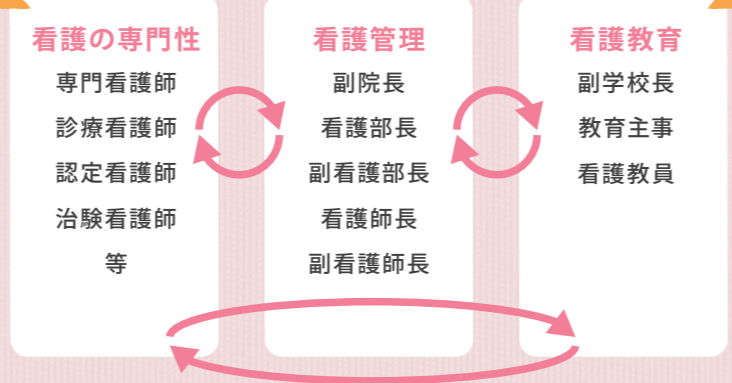 看護の専門性
専門看護師
診療看護師
認定看護師
治験看護師
等
看護管理
副院長
看護部長
副看護部長
看護師長
副看護師長
看護教育
副学校長
教育主事
看護教員